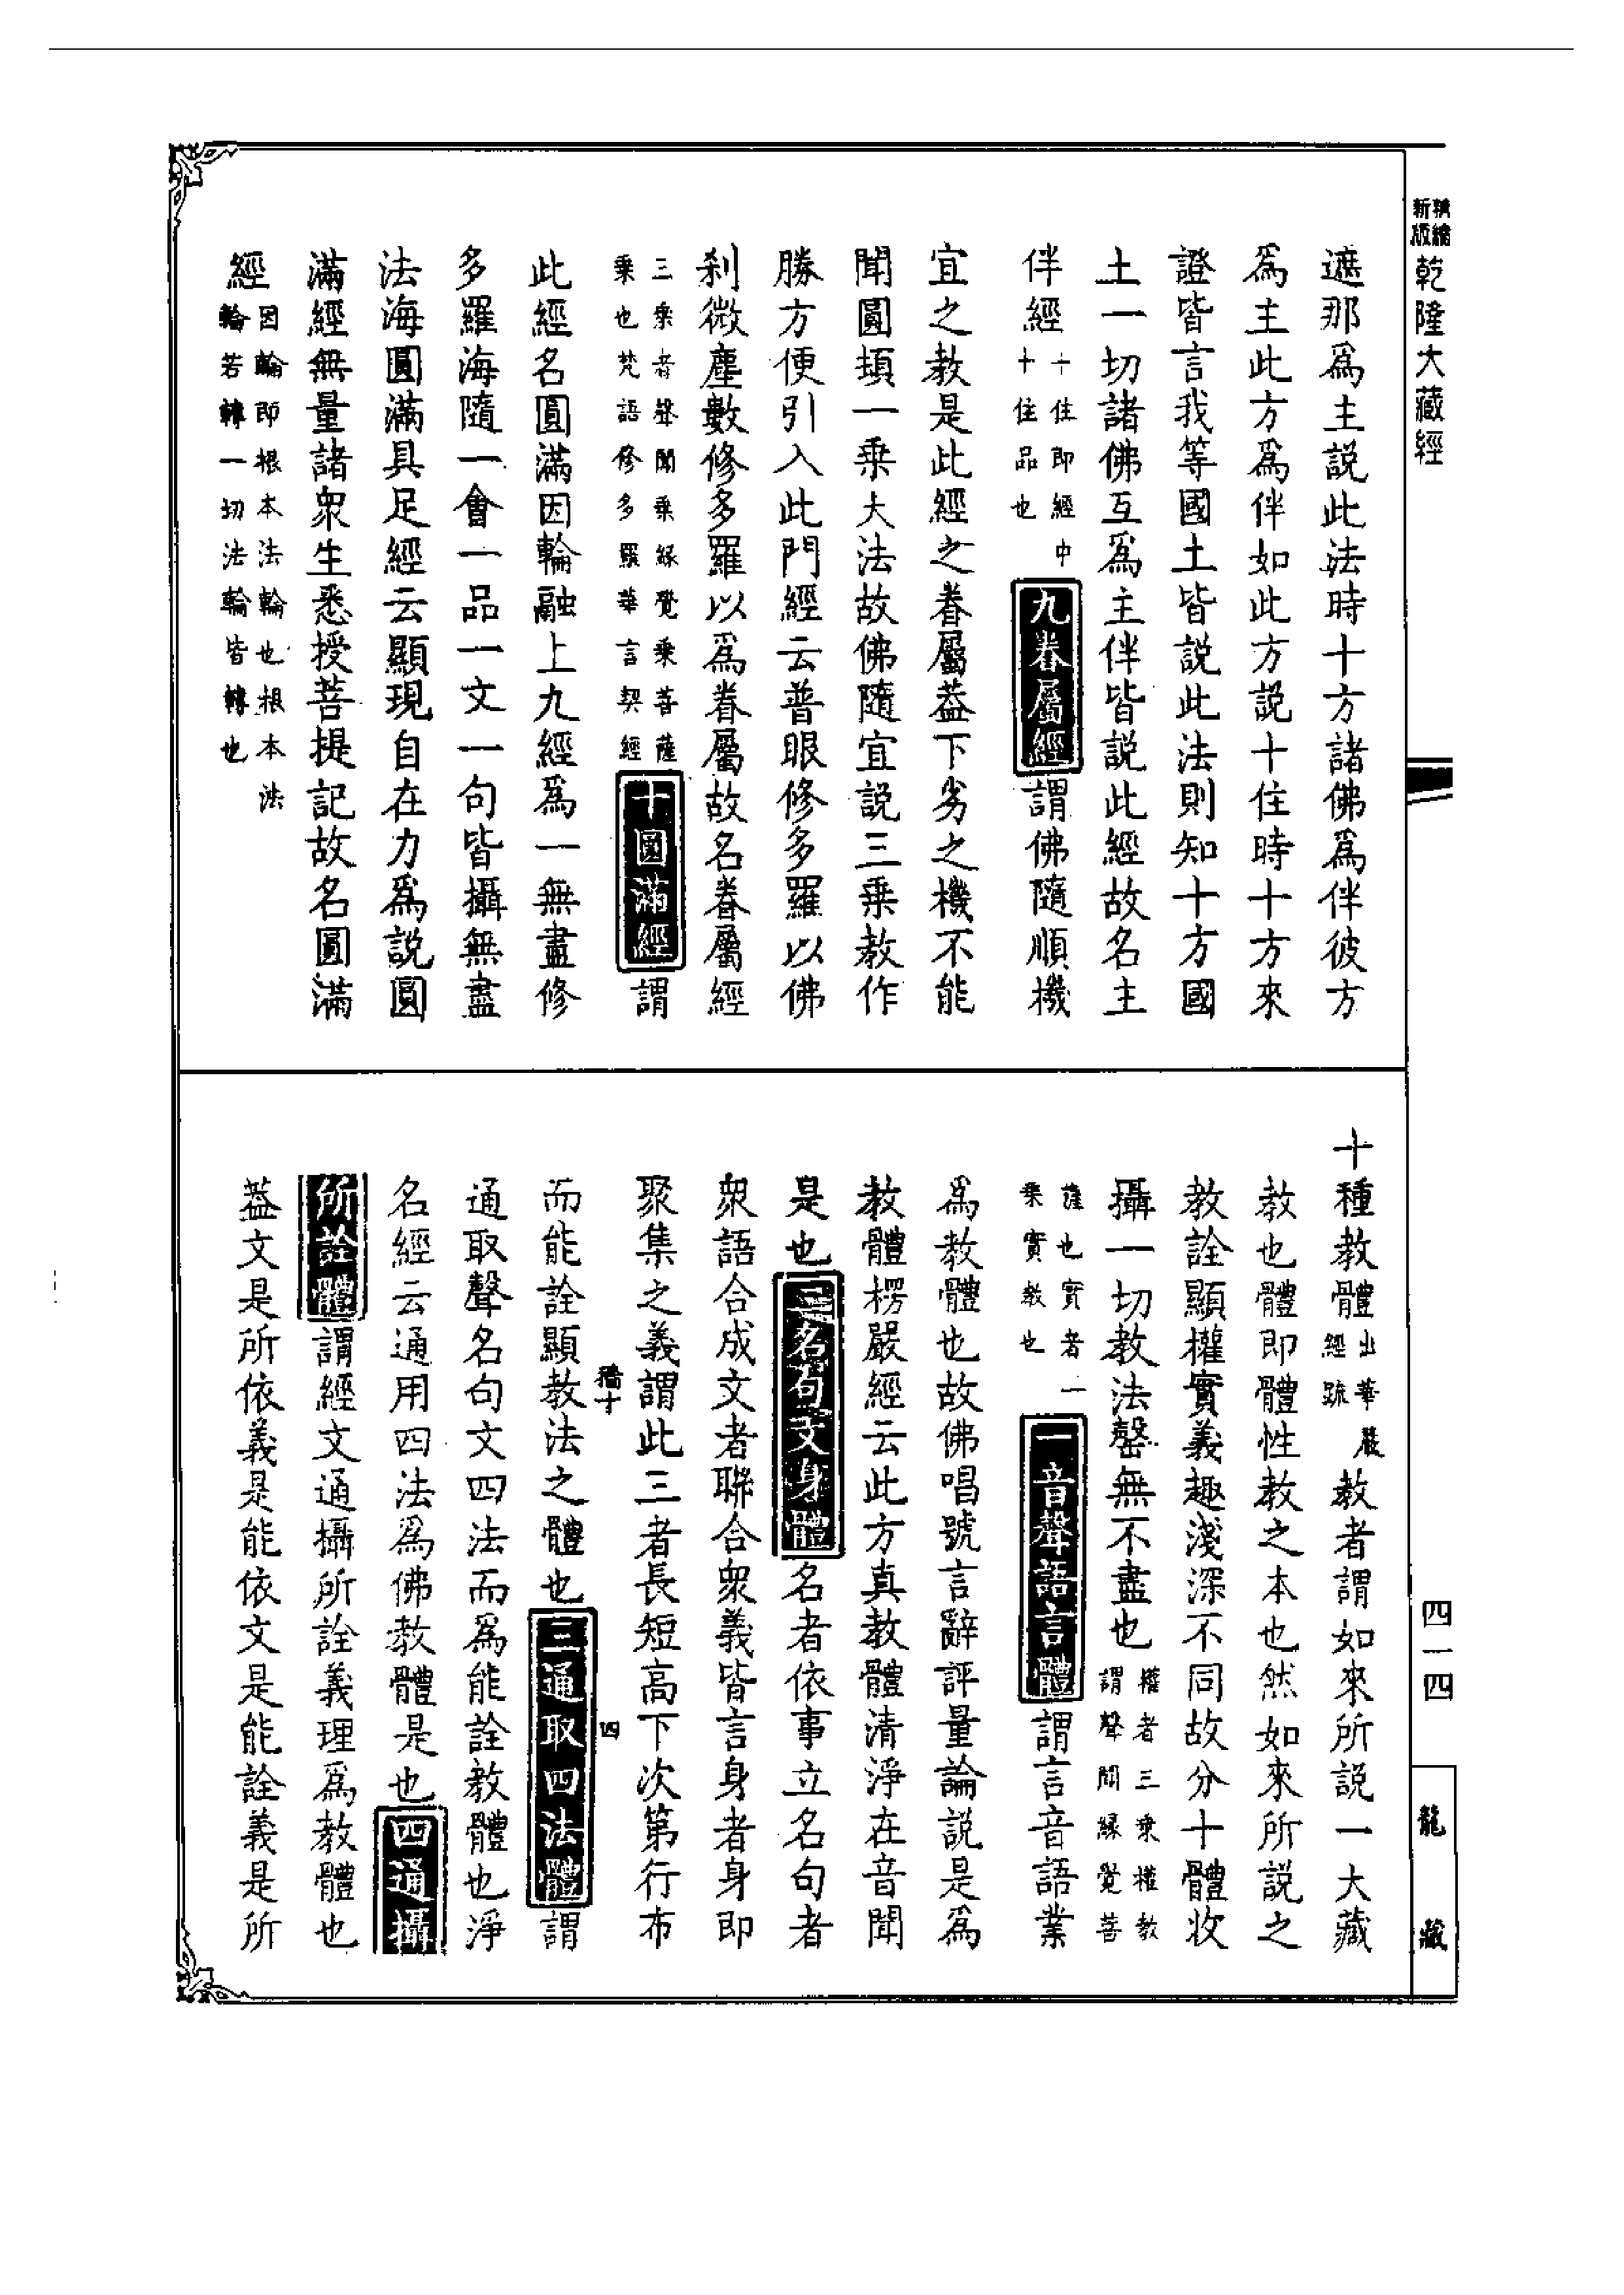 新編縮版
乾隆大藏經
四一四
龍藏
遮那爲主説此法時十方諸佛爲伴彼方
爲主此方爲伴如此方説十住時十方來
證皆言我等國土皆説此法則知十方國
土一切諸佛互爲主伴皆説此經故名主
伴經十住即經中十住品也九眷屬經謂佛隨順機
宜之教是此經之眷屬葢下劣之機不能
聞圓頓一乗大法故佛隨宜説三乗教作
勝方便引入此門經云普眼修多羅以佛
刹微塵數修多羅以爲眷屬故名眷屬經
三乗者聲聞乗縁覺乗菩薩乗也梵語修多羅華言契經十圓滿經謂
此經名圓滿因輪融上九經爲一無盡修
多羅海隨一會一品一文一句皆攝無盡
法海圓滿具足經云顯現自在力爲説圓
滿經無量諸衆生悉授菩提記故名圓滿
經因輪即根本法輪也根本法輪若轉一切法輪皆轉也
十種教體出華嚴經疏教者謂如來所説一大藏
教也體即體性教之本也然如來所説之
教詮顯權實義趣淺深不同故分十體收
攝一切教法罄無不盡也權者三乗權教謂聲聞縁覺菩
薩也實者一乗實教也一音聲語言體謂言音語業
爲教體也故佛唱號言辭評量論説是爲
教體楞嚴經云此方真教體清淨在音聞
是也二名句文身體名者依事立名句者
衆語合成文者聯合衆義皆言身者身即
聚集之義謂此三者長短高下次第行布
而能詮顯教法之體也三通取四法體謂
四
通取聲名句文四法而爲能詮教體也淨
名經云通用四法爲佛教體是也四通攝
所詮體謂經文通攝所詮義理爲教體也
葢文是所依義是能依文是能詮義是所